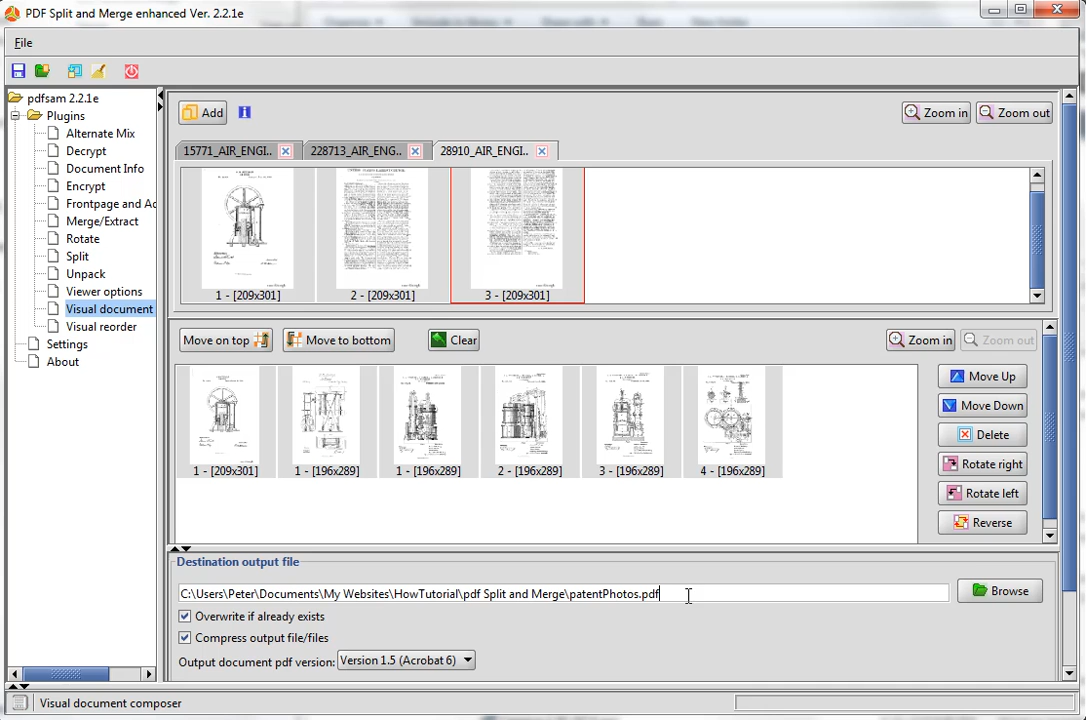 PDF Split and Merge enhanced Ver. 2.2.1e
File
pdfsam 2.2.1e
Plugins
Alternate Mix
Decrypt
Document Info
Encrypt
Frontpage and Ac
Merge/Extract
Rotate
Split
Unpack
Viewer options
Visual document
Visual reorder
Settings
About
Add
Zoom in
Zoom out
15771_AIR_ENGI..
228713_AIR_ENG..
28910_AIR_ENGI..
1 - [209x301]
2 - [209x301]
3 - [209x301]
Move on top
Move to bottom
Clear
Zoom in
Zoom out
1 - [209x301]
1 - [196x289]
1 - [196x289]
2 - [196x289]
3 - [196x289]
4 - [196x289]
Move Up
Move Down
Delete
Rotate right
Rotate left
Reverse
Destination output file
C:\Users\Peter\Documents\My Websites\HowTutorial\pdf Split and Merge\patentPhotos.pdf
Browse
Overwrite if already exists
Compress output file/files
Output document pdf version:
Version 1.5 (Acrobat 6)
Visual document composer